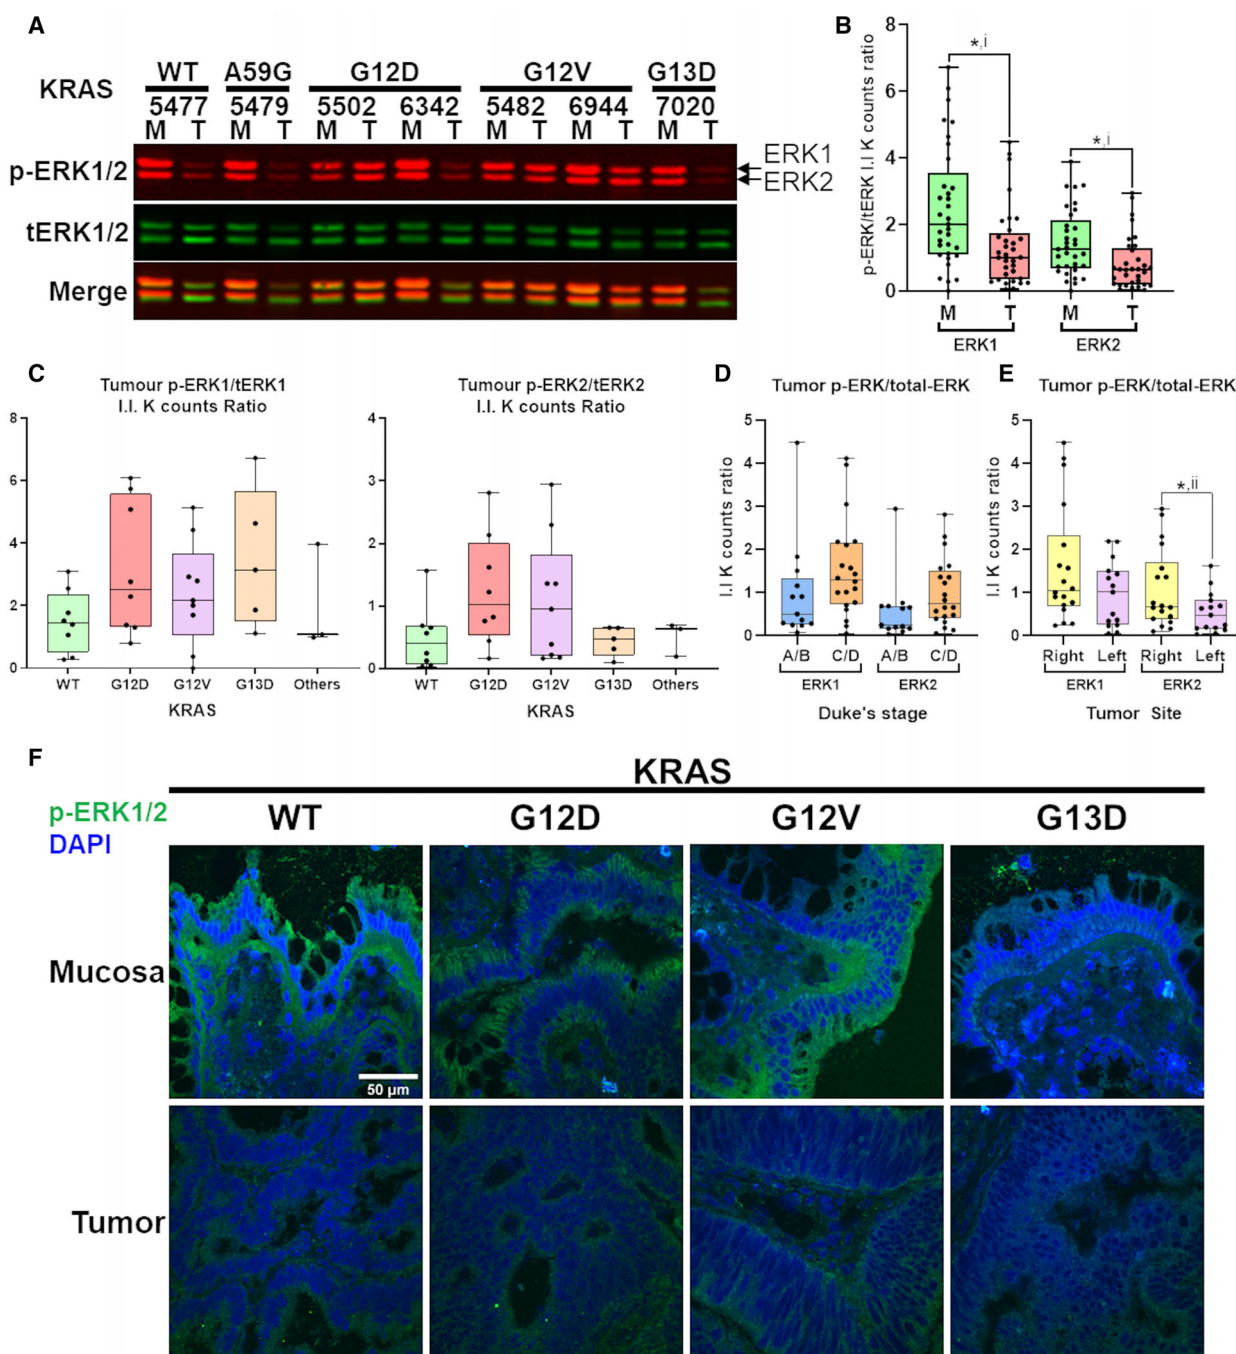 A
KRAS
WT A59G G12D G12V G13D
5477 5479 5502 6342 5482 6944 7020
M T M T M T M T M T M T M T
p-ERK1/2
ERK1
ERK2
tERK1/2
Merge
B
p-ERK/tERK I.I K counts ratio
8
6
4
2
0
*,i
*,i
M T M T
ERK1 ERK2
C
Tumour p-ERK1/tERK1
I.I. K counts Ratio
8
6
4
2
0
WT G12D G12V G13D Others
KRAS
Tumour p-ERK2/tERK2
I.I. K counts Ratio
4
3
2
1
0
WT G12D G12V G13D Others
KRAS
D
Tumor p-ERK/total-ERK
I.I K counts ratio
5
4
3
2
1
0
A/B C/D A/B C/D
ERK1 ERK2
Duke's stage
E
Tumor p-ERK/total-ERK
I.I K counts ratio
5
4
3
2
1
0
*,ii
Right Left Right Left
ERK1 ERK2
Tumor Site
F
KRAS
p-ERK1/2
DAPI
WT G12D G12V G13D
Mucosa
50 µm
Tumor